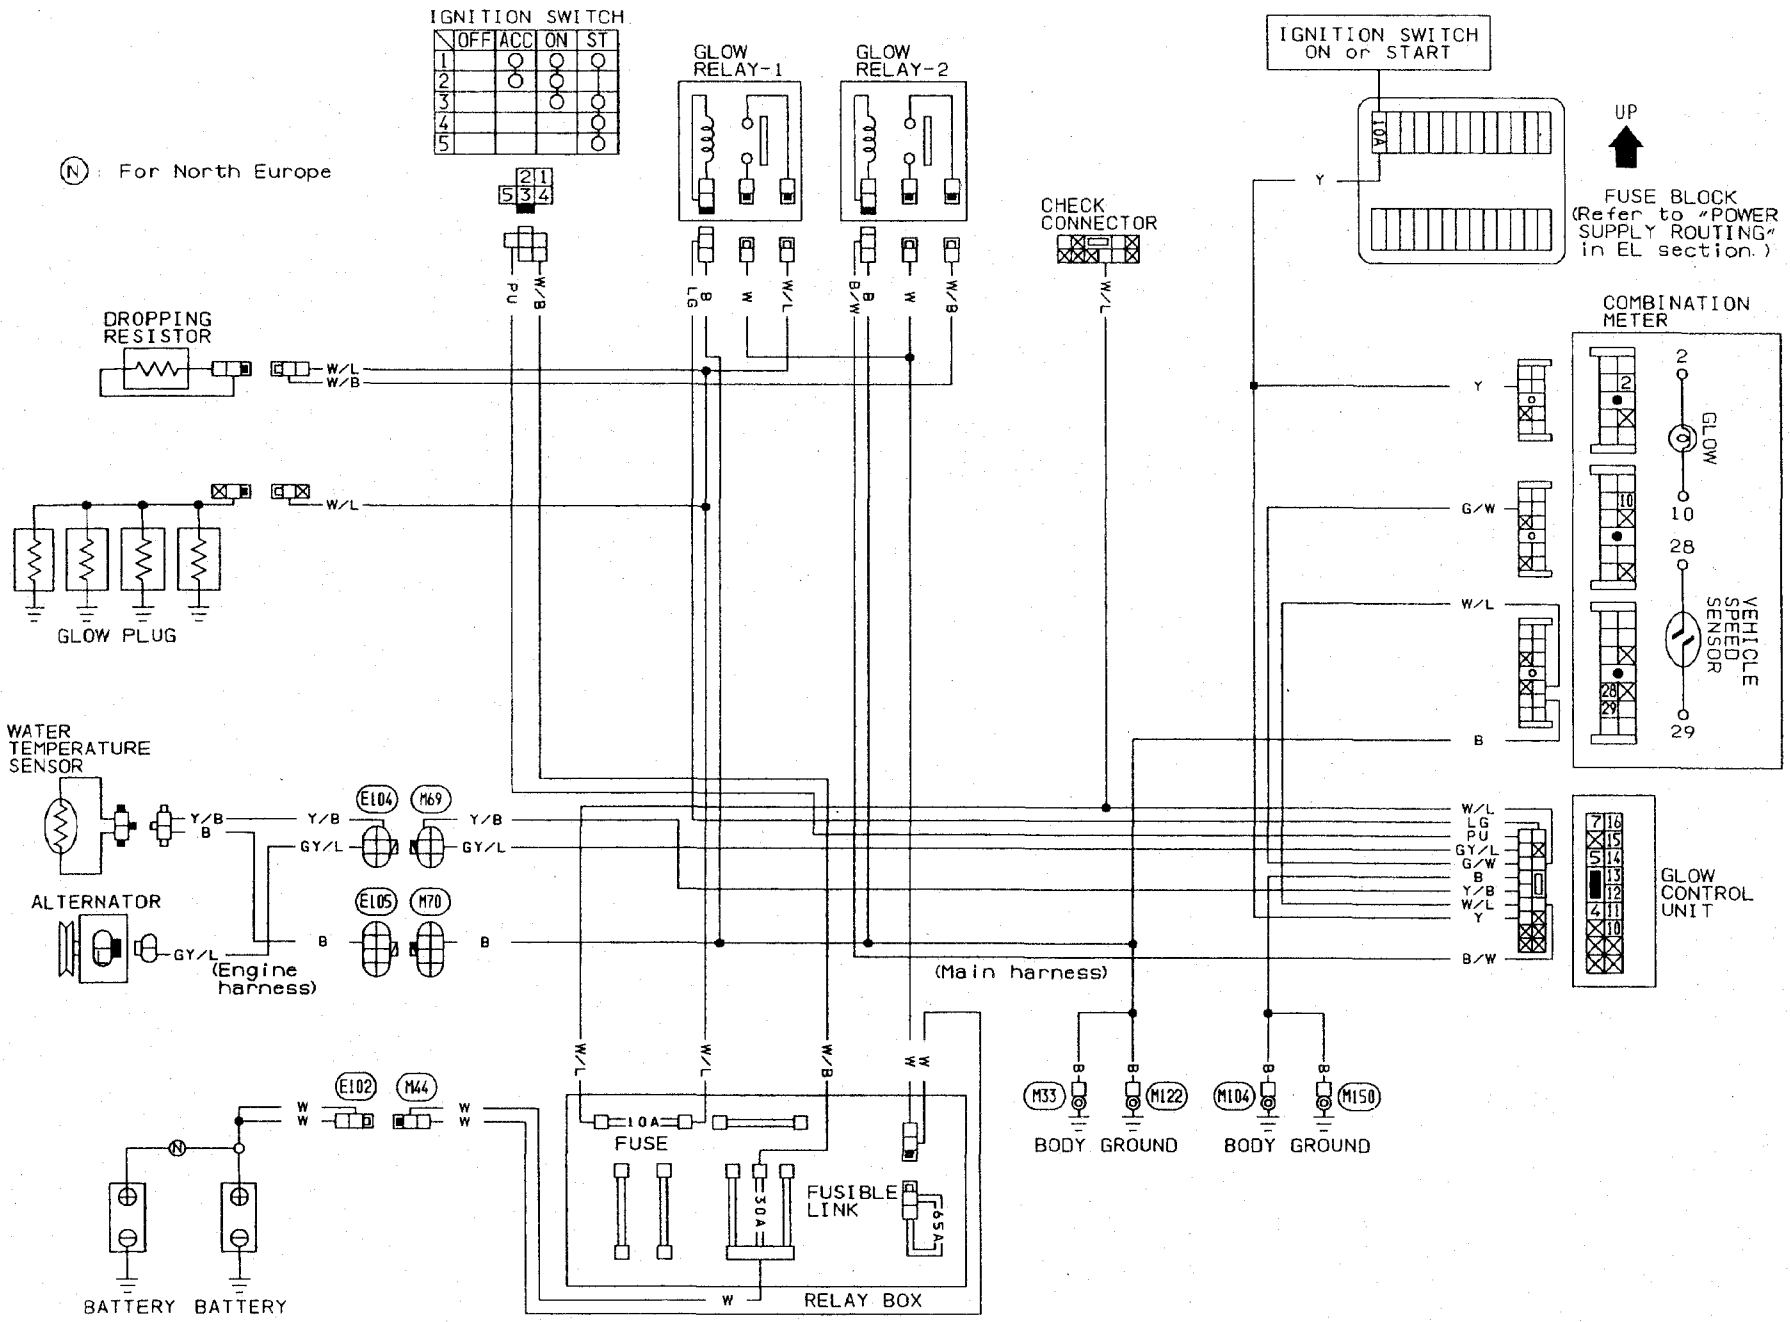 IGNITION SWITCH
OFF ACC ON ST
1
2
3
4
5
2 1
5 3 4
GLOW
RELAY-1
GLOW
RELAY-2
IGNITION SWITCH
ON or START
10A
UP
FUSE BLOCK
(Refer to "POWER
SUPPLY ROUTING"
in EL section.)
N : For North Europe
CHECK
CONNECTOR
Y
PU
W/B
LG
B
W
W/L
B/W
B
W
W/B
W/L
COMBINATION
METER
DROPPING
RESISTOR
W/L
W/B
Y
2
2
GLOW
10
10
G/W
28
W/L
VEHICLE
SPEED
SENSOR
28
29
29
B
W/L
GLOW PLUG
WATER
TEMPERATURE
SENSOR
Y/B
B
Y/B
GY/L
E104
M69
Y/B
GY/L
ALTERNATOR
GY/L
(Engine
harness)
B
E105
M70
B
(Main harness)
W/L
LG
PU
GY/L
G/W
B
Y/B
W/L
Y
B/W
7 16
15
5 14
13
12
4 11
10
GLOW
CONTROL
UNIT
W/L
W/L
W/B
W
W
B
B
B
B
M33
M122
M104
M150
BODY GROUND
BODY GROUND
E102
M44
W
W
W
W
N
10A
FUSE
30A
FUSIBLE
LINK
65A
W
RELAY BOX
BATTERY
BATTERY